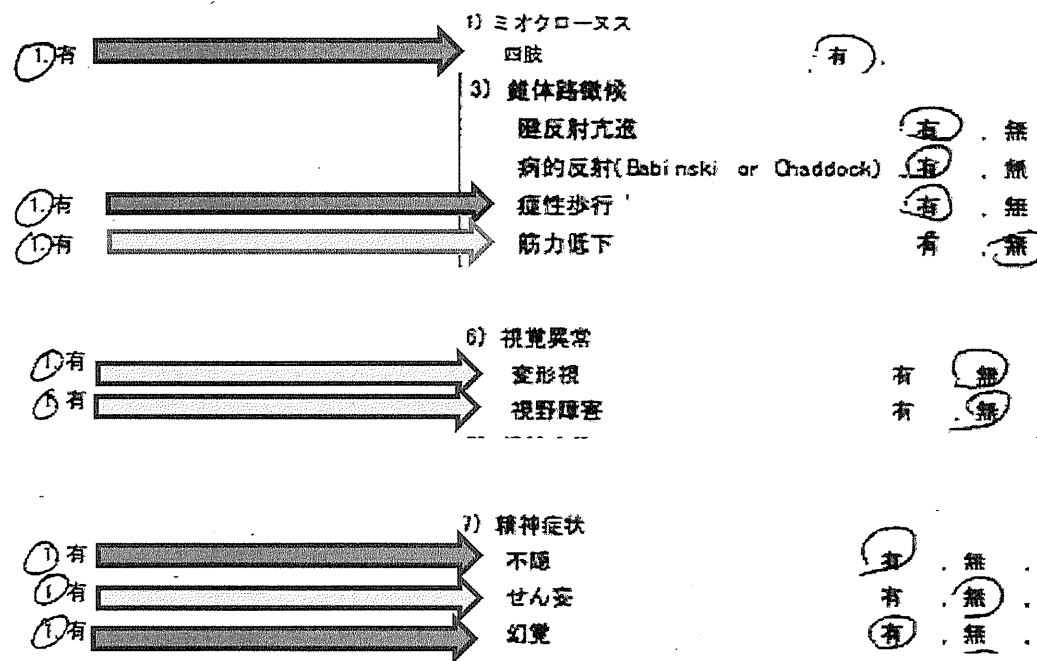 1) ミオクローヌス
1.有 四肢 有 .
3) 錐体路徴候
腱反射亢進 有 . 無
病的反射(Babinski or Chaddock) 有 . 無
1.有 痙性歩行 有 . 無
1.有 筋力低下 有 . 無
6) 視覚異常
1.有 変形視 有 無
1.有 視野障害 有 . 無
7) 精神症状
1.有 不穏 有 . 無 .
1.有 せん妄 有 . 無 .
1.有 幻覚 有 . 無 .